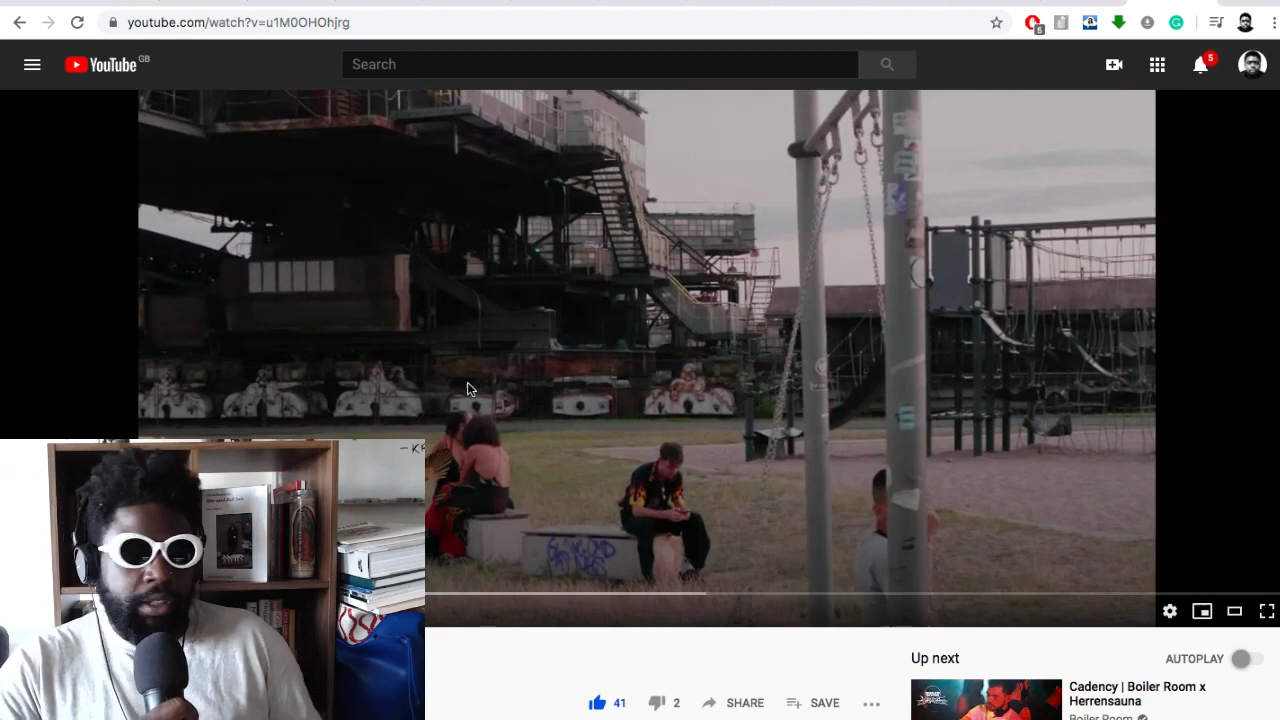 youtube.com/watch?v=u1M0OHOhjrg
5
YouTube GB
Search
5
41
2
SHARE
SAVE
Up next
AUTOPLAY
Cadency | Boiler Room x
Herrensauna
Boiler Room